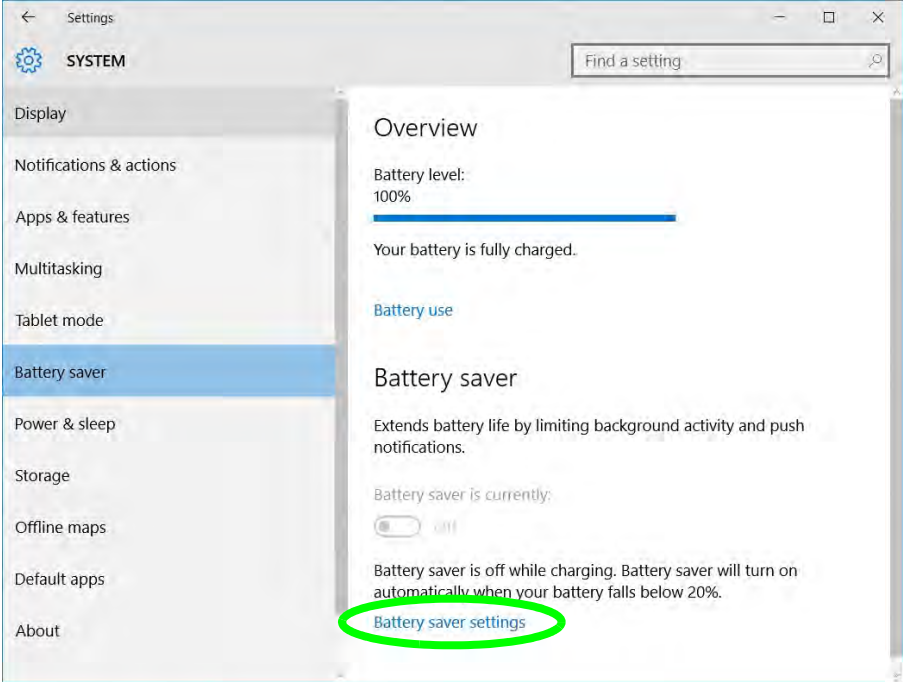 Settings
SYSTEM
Find a setting
Display
Notifications & actions
Apps & features
Multitasking
Tablet mode
Battery saver
Power & sleep
Storage
Offline maps
Default apps
About
Overview
Battery level:
100%
Your battery is fully charged.
Battery use
Battery saver
Extends battery life by limiting background activity and push
notifications.
Battery saver is currently:
Off
Battery saver is off while charging. Battery saver will turn on
automatically when your battery falls below 20%.
Battery saver settings